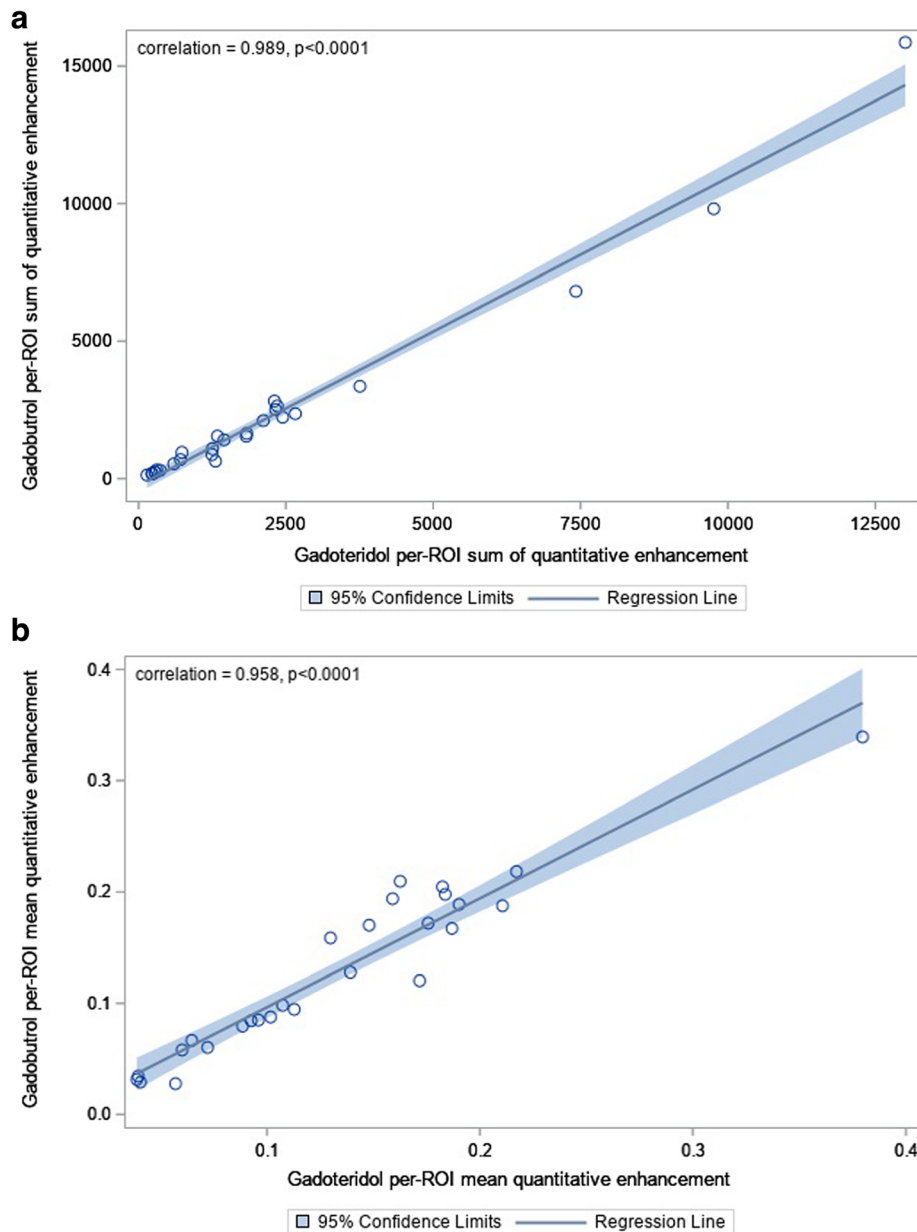 a
correlation = 0.989, p<0.0001
Gadobutrol per-ROI sum of quantitative enhancement
15000
10000
5000
0
0 2500 5000 7500 10000 12500
Gadoteridol per-ROI sum of quantitative enhancement
95% Confidence Limits Regression Line
b
correlation = 0.958, p<0.0001
Gadobutrol per-ROI mean quantitative enhancement
0.4
0.3
0.2
0.1
0.0
0.1 0.2 0.3 0.4
Gadoteridol per-ROI mean quantitative enhancement
95% Confidence Limits Regression Line